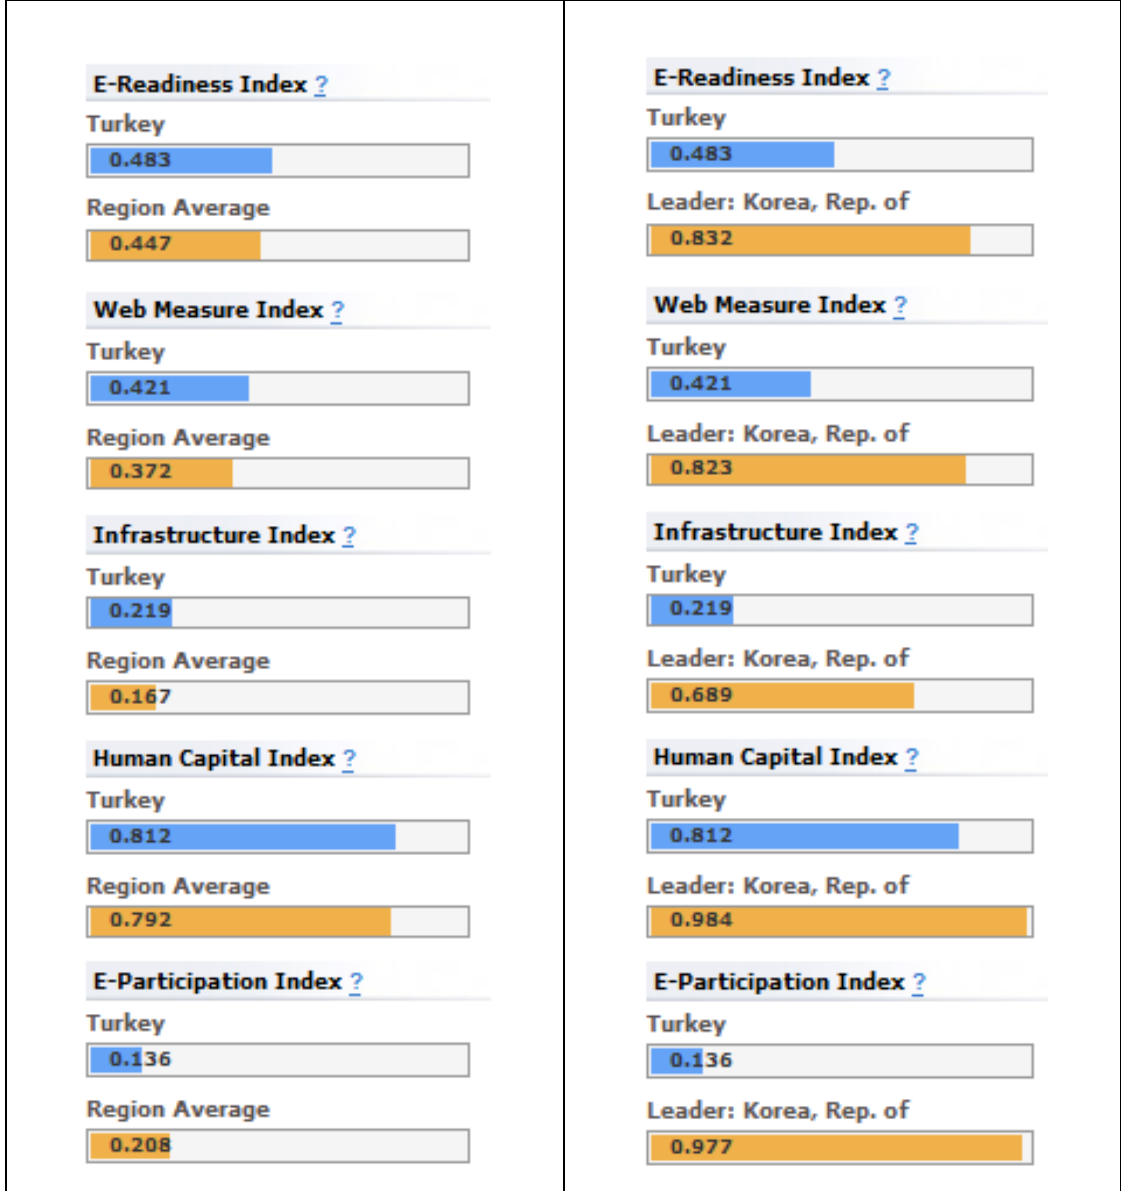 E-Readiness Index ?
Turkey
0.483
Region Average
0.447
Web Measure Index ?
Turkey
0.421
Region Average
0.372
Infrastructure Index ?
Turkey
0.219
Region Average
0.167
Human Capital Index ?
Turkey
0.812
Region Average
0.792
E-Participation Index ?
Turkey
0.136
Region Average
0.208
E-Readiness Index ?
Turkey
0.483
Leader: Korea, Rep. of
0.832
Web Measure Index ?
Turkey
0.421
Leader: Korea, Rep. of
0.823
Infrastructure Index ?
Turkey
0.219
Leader: Korea, Rep. of
0.689
Human Capital Index ?
Turkey
0.812
Leader: Korea, Rep. of
0.984
E-Participation Index ?
Turkey
0.136
Leader: Korea, Rep. of
0.977